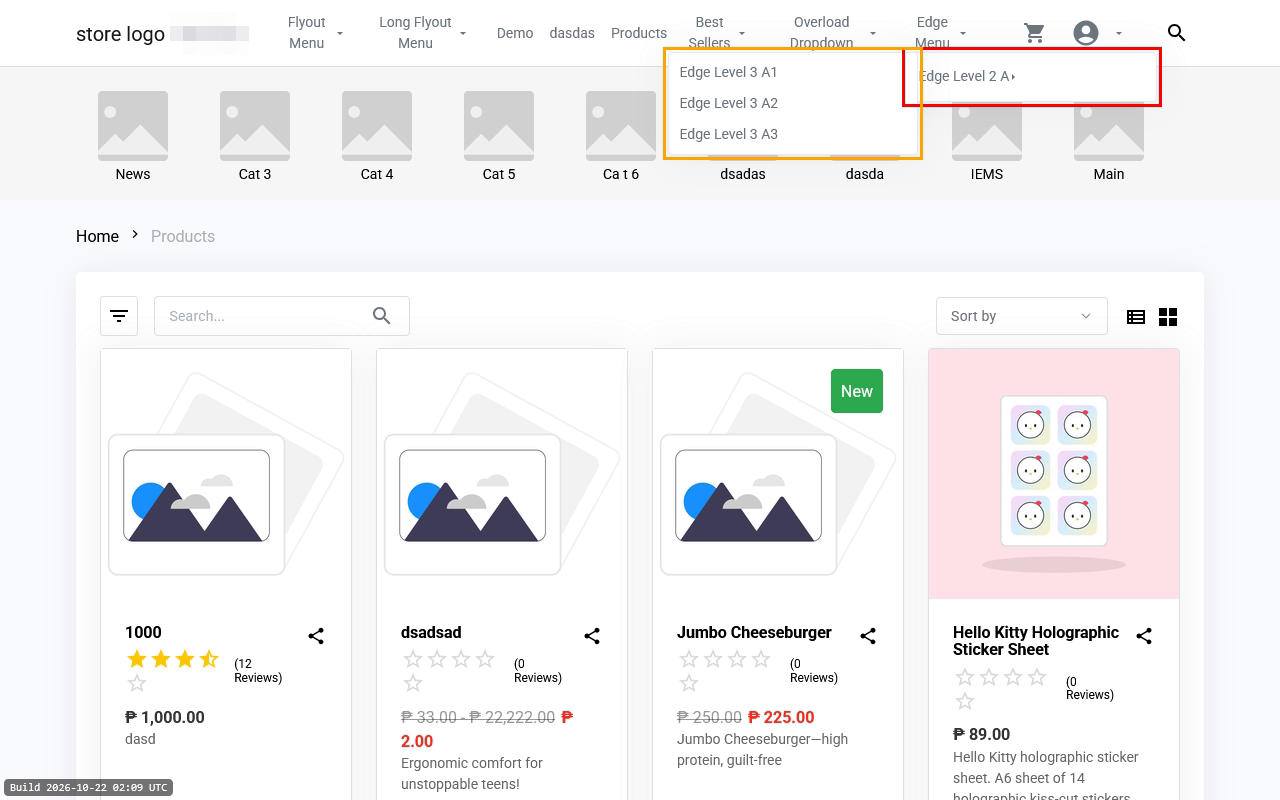 store logo
Flyout Menu
Long Flyout Menu
Demo
dasdas
Products
Best Sellers
Overload Dropdown
Edge Menu
Edge Level 3 A1
Edge Level 3 A2
Edge Level 3 A3
Edge Level 2 A
News
Cat 3
Cat 4
Cat 5
Ca t 6
dsadas
dasda
IEMS
Main
Home
Products
Search...
Sort by
1000
(12
Reviews)
₱ 1,000.00
dasd
dsadsad
(0
Reviews)
₱ 33.00 - ₱ 22,222.00 ₱
2.00
Ergonomic comfort for
unstoppable teens!
New
Jumbo Cheeseburger
(0
Reviews)
₱ 250.00 ₱ 225.00
Jumbo Cheeseburger—high
protein, guilt-free
Hello Kitty Holographic
Sticker Sheet
(0
Reviews)
₱ 89.00
Hello Kitty holographic sticker
sheet. A6 sheet of 14
holographic kiss-cut stickers
Build 2026-10-22 02:09 UTC